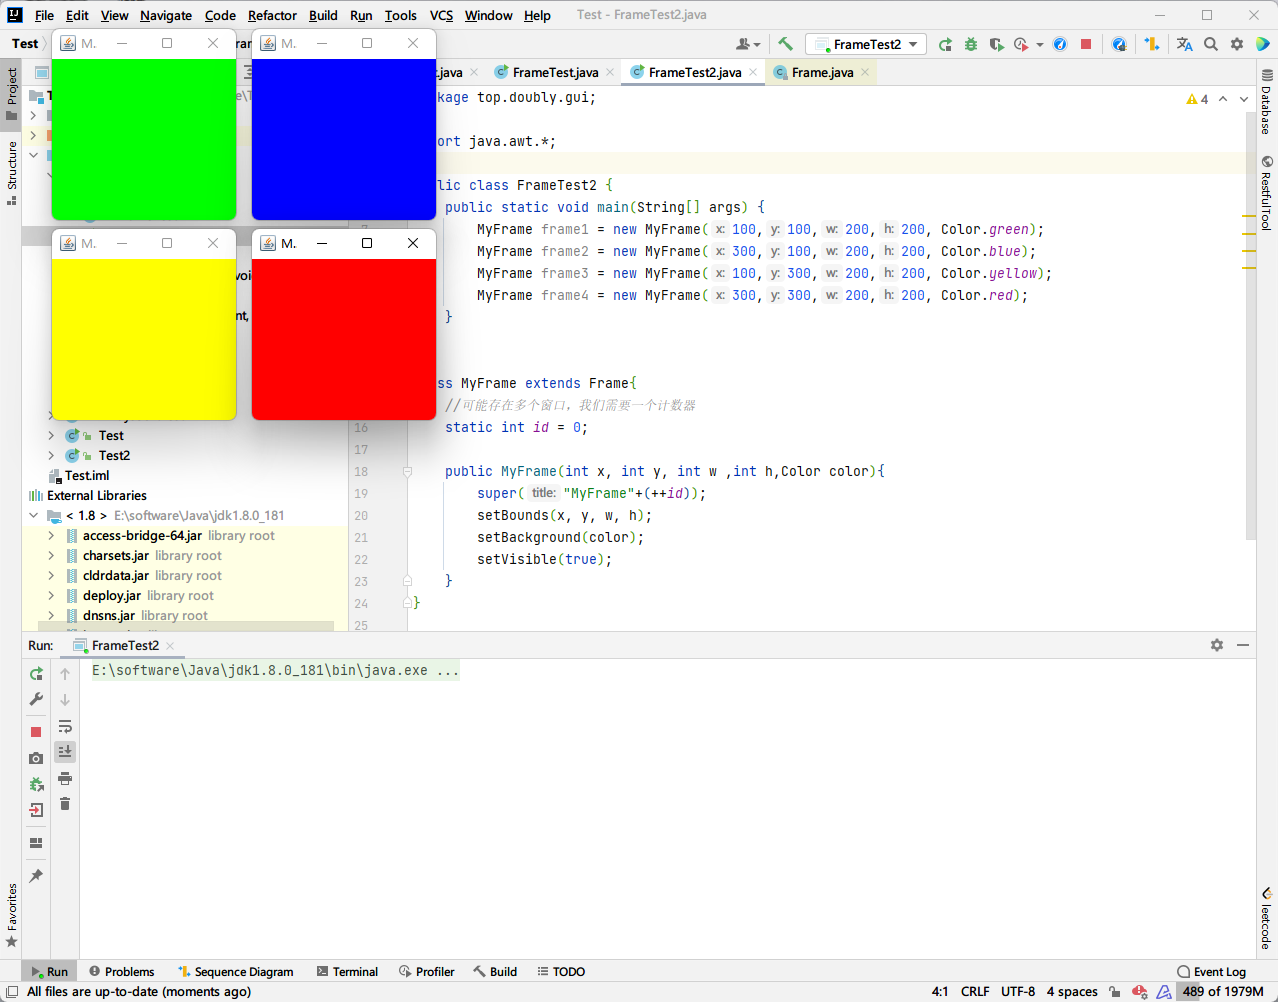 File Edit View Navigate Code Refactor Build Run Tools VCS Window Help Test - FrameTest2.java
Test
FrameTest2
M.
M.
M.
M.
.java FrameTest.java FrameTest2.java Frame.java
kage top.doubly.gui;
4
ort java.awt.*;
lic class FrameTest2 {
public static void main(String[] args) {
MyFrame frame1 = new MyFrame( x: 100, y: 100, w: 200, h: 200, Color.green);
MyFrame frame2 = new MyFrame( x: 300, y: 100, w: 200, h: 200, Color.blue);
MyFrame frame3 = new MyFrame( x: 100, y: 300, w: 200, h: 200, Color.yellow);
MyFrame frame4 = new MyFrame( x: 300, y: 300, w: 200, h: 200, Color.red);
}
ss MyFrame extends Frame{
//可能存在多个窗口，我们需要一个计数器
16 static int id = 0;
17
18 public MyFrame(int x, int y, int w ,int h,Color color){
19 super( title: "MyFrame"+(++id));
20 setBounds(x, y, w, h);
21 setBackground(color);
22 setVisible(true);
23 }
24 }
25
Project
Structure
Favorites
Test
Test2
Test.iml
External Libraries
< 1.8 > E:\software\Java\jdk1.8.0_181
access-bridge-64.jar library root
charsets.jar library root
cldrdata.jar library root
deploy.jar library root
dnsns.jar library root
Database
RestfulTool
leetcode
Run: FrameTest2
E:\software\Java\jdk1.8.0_181\bin\java.exe ...
Run Problems Sequence Diagram Terminal Profiler Build TODO Event Log
All files are up-to-date (moments ago) 4:1 CRLF UTF-8 4 spaces 489 of 1979M